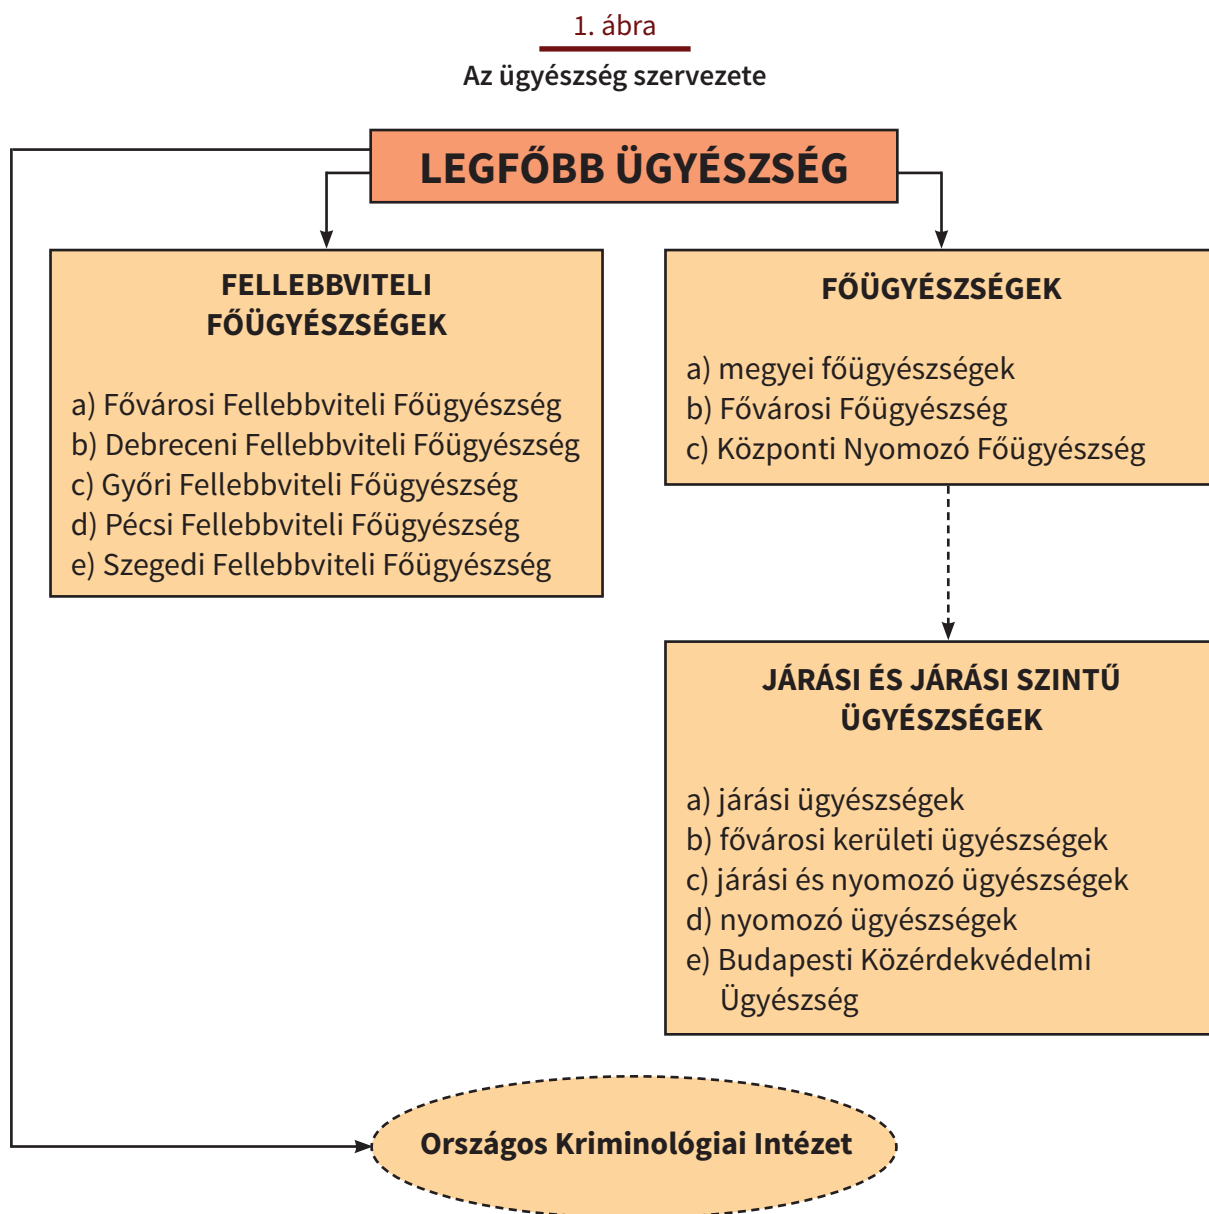 1. ábra
Az ügyészség szervezete
LEGFŐBB ÜGYÉSZSÉG
FELLEBBVITELI
FŐÜGYÉSZSÉGEK
a) Fővárosi Fellebbviteli Főügyészség
b) Debreceni Fellebbviteli Főügyészség
c) Győri Fellebbviteli Főügyészség
d) Pécsi Fellebbviteli Főügyészség
e) Szegedi Fellebbviteli Főügyészség
FŐÜGYÉSZSÉGEK
a) megyei főügyészségek
b) Fővárosi Főügyészség
c) Központi Nyomozó Főügyészség
JÁRÁSI ÉS JÁRÁSI SZINTŰ
ÜGYÉSZSÉGEK
a) járási ügyészségek
b) fővárosi kerületi ügyészségek
c) járási és nyomozó ügyészségek
d) nyomozó ügyészségek
e) Budapesti Közérdekvédelmi
Ügyészség
Országos Kriminológiai Intézet